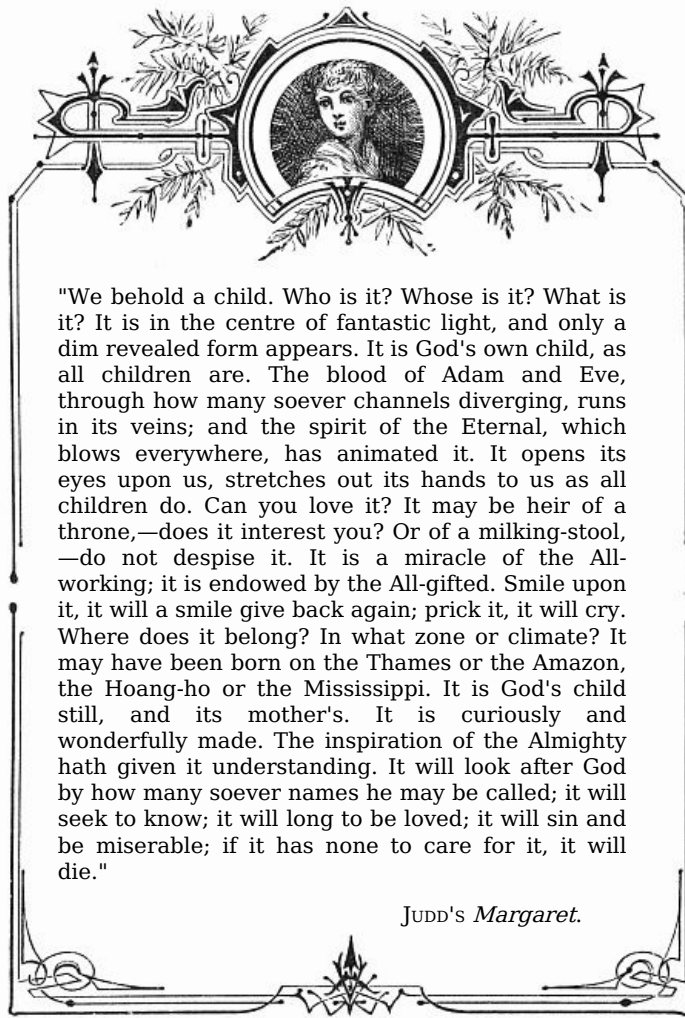 "We behold a child. Who is it? Whose is it? What is
it? It is in the centre of fantastic light, and only a
dim revealed form appears. It is God's own child, as
all children are. The blood of Adam and Eve,
through how many soever channels diverging, runs
in its veins; and the spirit of the Eternal, which
blows everywhere, has animated it. It opens its
eyes upon us, stretches out its hands to us as all
children do. Can you love it? It may be heir of a
throne,—does it interest you? Or of a milking-stool,
—do not despise it. It is a miracle of the All-
working; it is endowed by the All-gifted. Smile upon
it, it will a smile give back again; prick it, it will cry.
Where does it belong? In what zone or climate? It
may have been born on the Thames or the Amazon,
the Hoang-ho or the Mississippi. It is God's child
still, and its mother's. It is curiously and
wonderfully made. The inspiration of the Almighty
hath given it understanding. It will look after God
by how many soever names he may be called; it will
seek to know; it will long to be loved; it will sin and
be miserable; if it has none to care for it, it will
die."
Judd's Margaret.